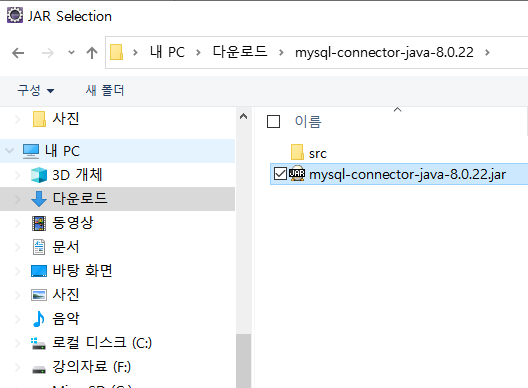 JAR Selection
내 PC > 다운로드 > mysql-connector-java-8.0.22 >
구성 새 폴더
사진
내 PC
3D 개체
다운로드
동영상
문서
바탕 화면
사진
음악
로컬 디스크 (C:)
강의자료 (F:)
이름
src
JAR mysql-connector-java-8.0.22.jar